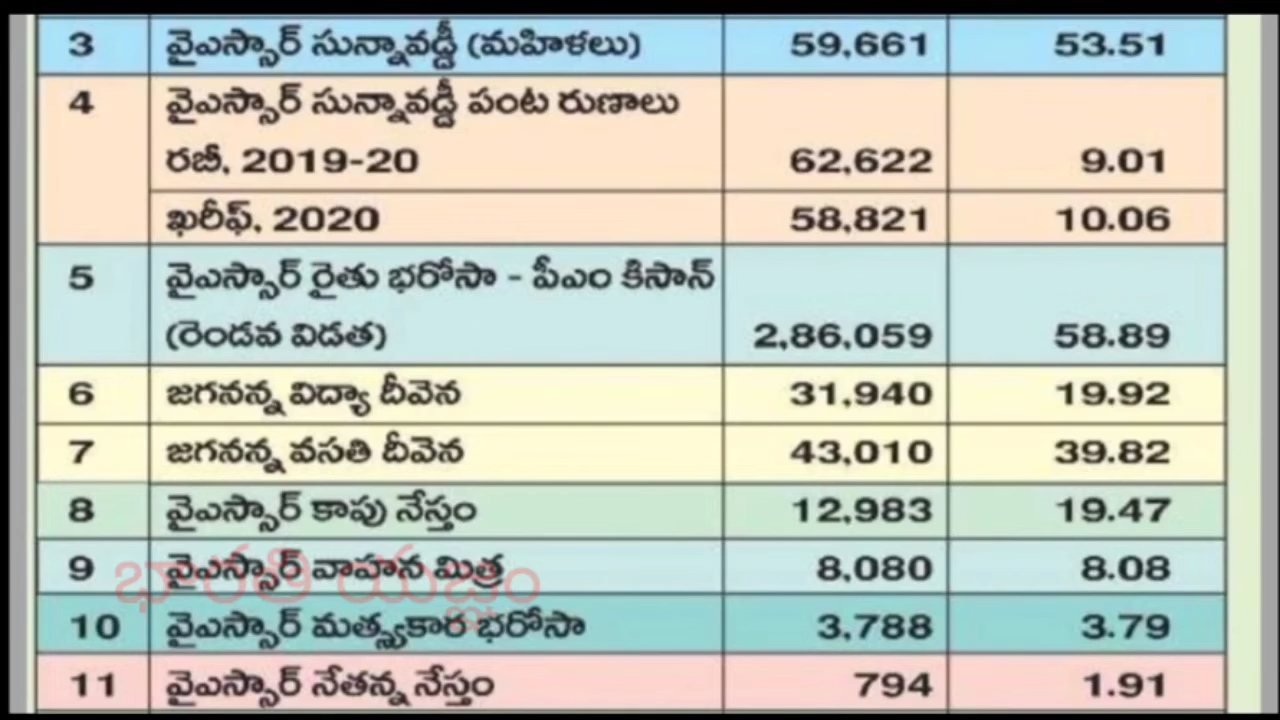 3 వైఎస్సార్ సున్నావడ్డీ (మహిళలు) 59,661 53.51
4 వైఎస్సార్ సున్నావడ్డీ పంట రుణాలు
రబీ, 2019-20 62,622 9.01
ఖరీఫ్, 2020 58,821 10.06
5 వైఎస్సార్ రైతు భరోసా - పీఎం కిసాన్
(రెండవ విడత) 2,86,059 58.89
6 జగనన్న విద్యా దీవెన 31,940 19.92
7 జగనన్న వసతి దీవెన 43,010 39.82
8 వైఎస్సార్ కాపు నేస్తం 12,983 19.47
9 వైఎస్సార్ వాహన మిత్ర 8,080 8.08
భారతీ యజ్ఞం
10 వైఎస్సార్ మత్స్యకార భరోసా 3,788 3.79
11 వైఎస్సార్ నేతన్న నేస్తం 794 1.91